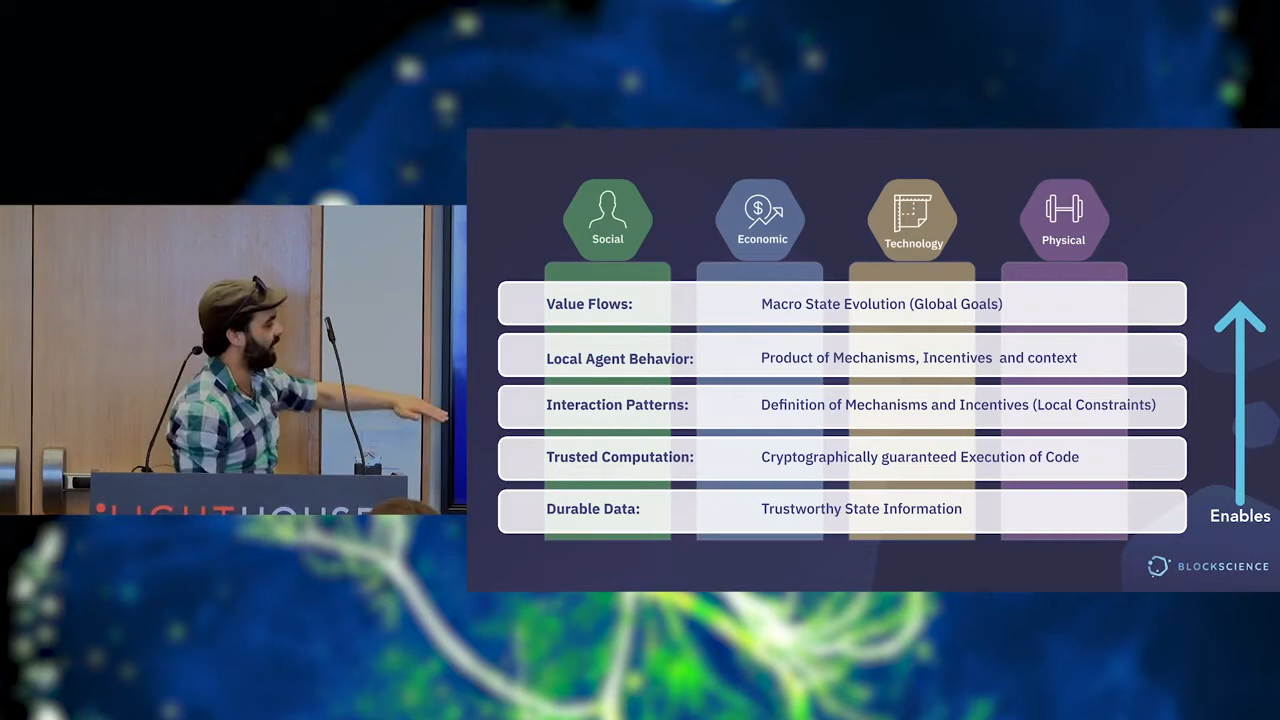 Social
Economic
Technology
Physical
Value Flows: Macro State Evolution (Global Goals)
Local Agent Behavior: Product of Mechanisms, Incentives and context
Interaction Patterns: Definition of Mechanisms and Incentives (Local Constraints)
Trusted Computation: Cryptographically guaranteed Execution of Code
Durable Data: Trustworthy State Information
Enables
BLOCKSCIENCE
LIGHTHOUSE